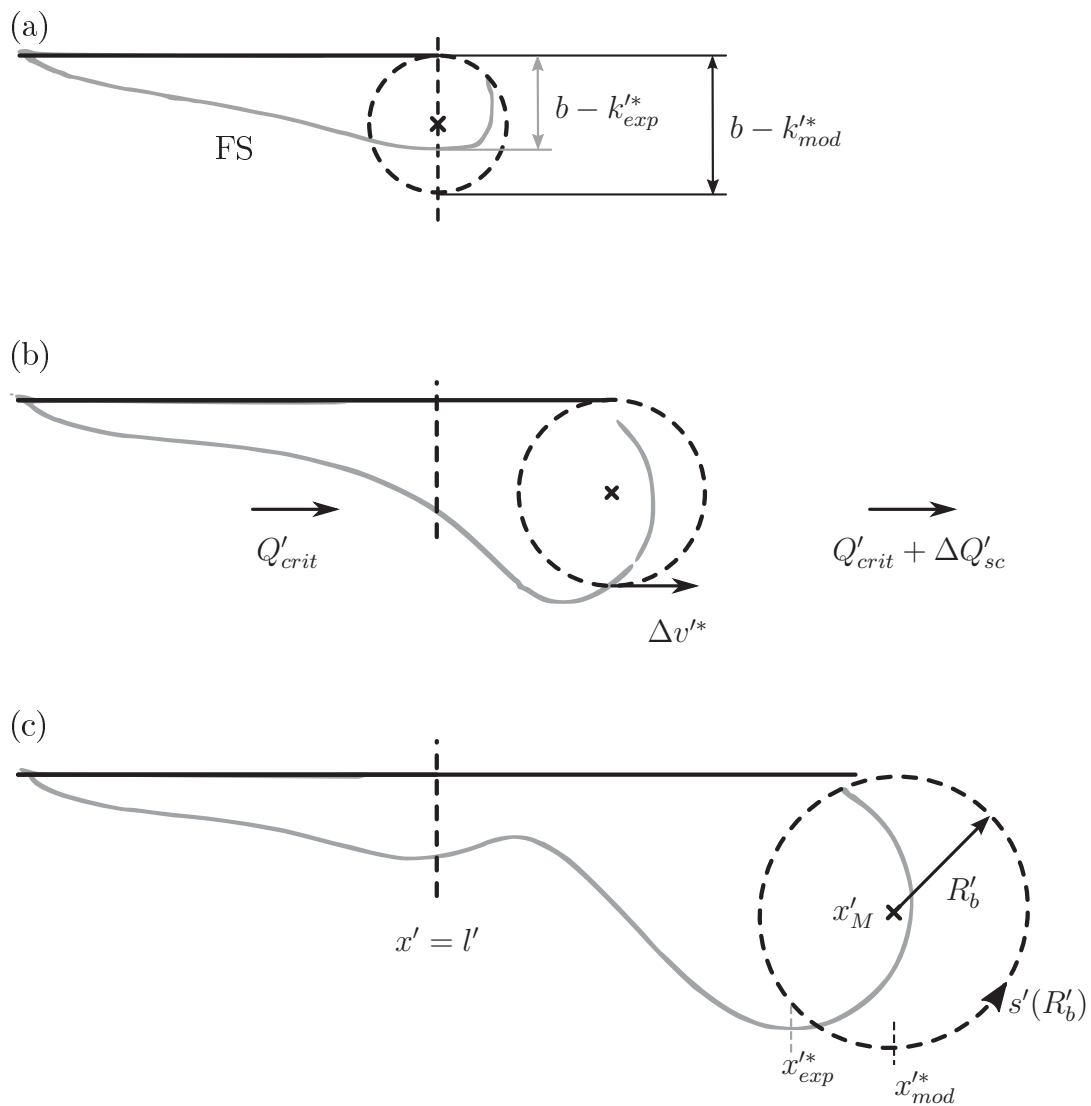 (a)
b − k′*exp
b − k′*mod
FS
(b)
Q′crit
Q′crit + ΔQ′sc
Δv′*
(c)
R′b
x′M
x′ = l′
s′(R′b)
x′*exp
x′*mod